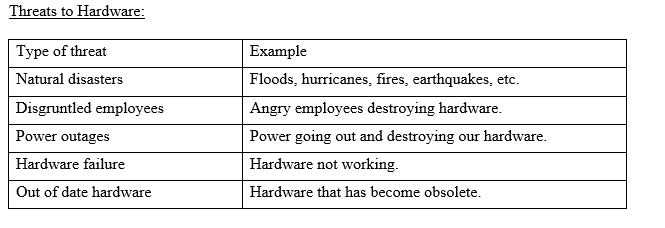 Threats to Hardware:
Type of threat Example
Natural disasters Floods, hurricanes, fires, earthquakes, etc.
Disgruntled employees Angry employees destroying hardware.
Power outages Power going out and destroying our hardware.
Hardware failure Hardware not working.
Out of date hardware Hardware that has become obsolete.